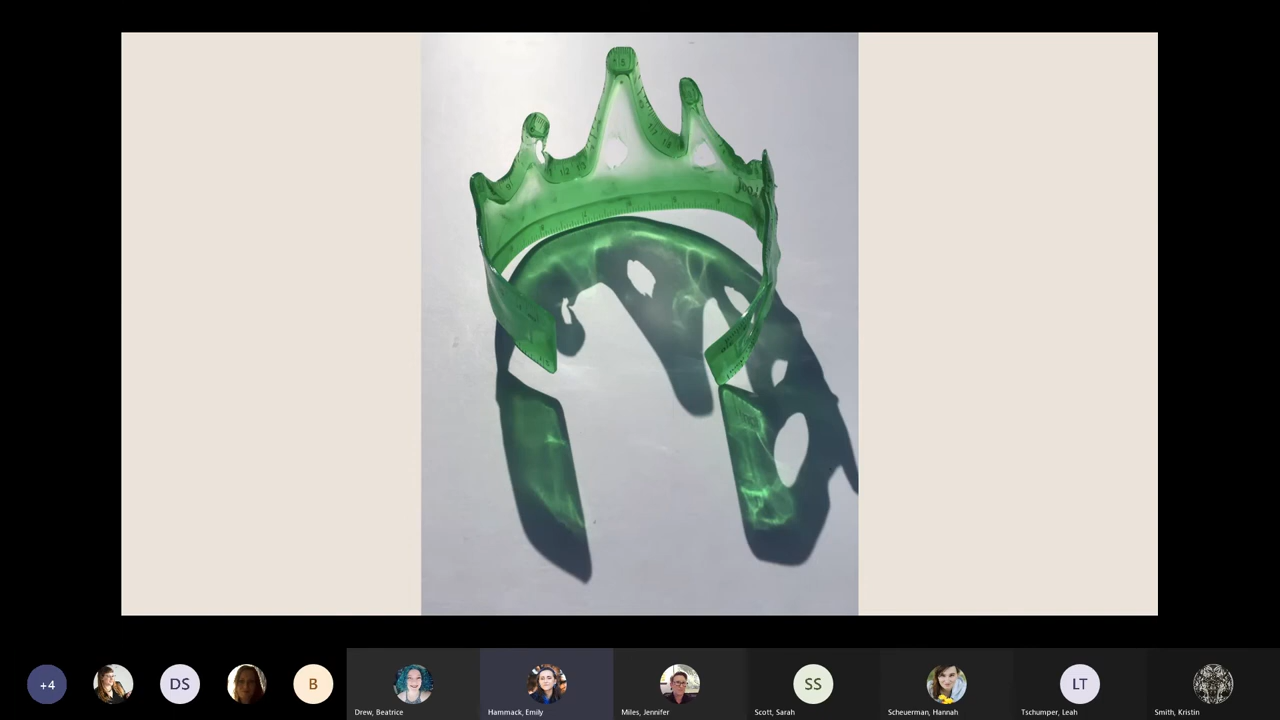 +4
DS
B
Drew, Beatrice
Hammack, Emily
Miles, Jennifer
SS
Scott, Sarah
Scheuerman, Hannah
LT
Tschumper, Leah
Smith, Kristin